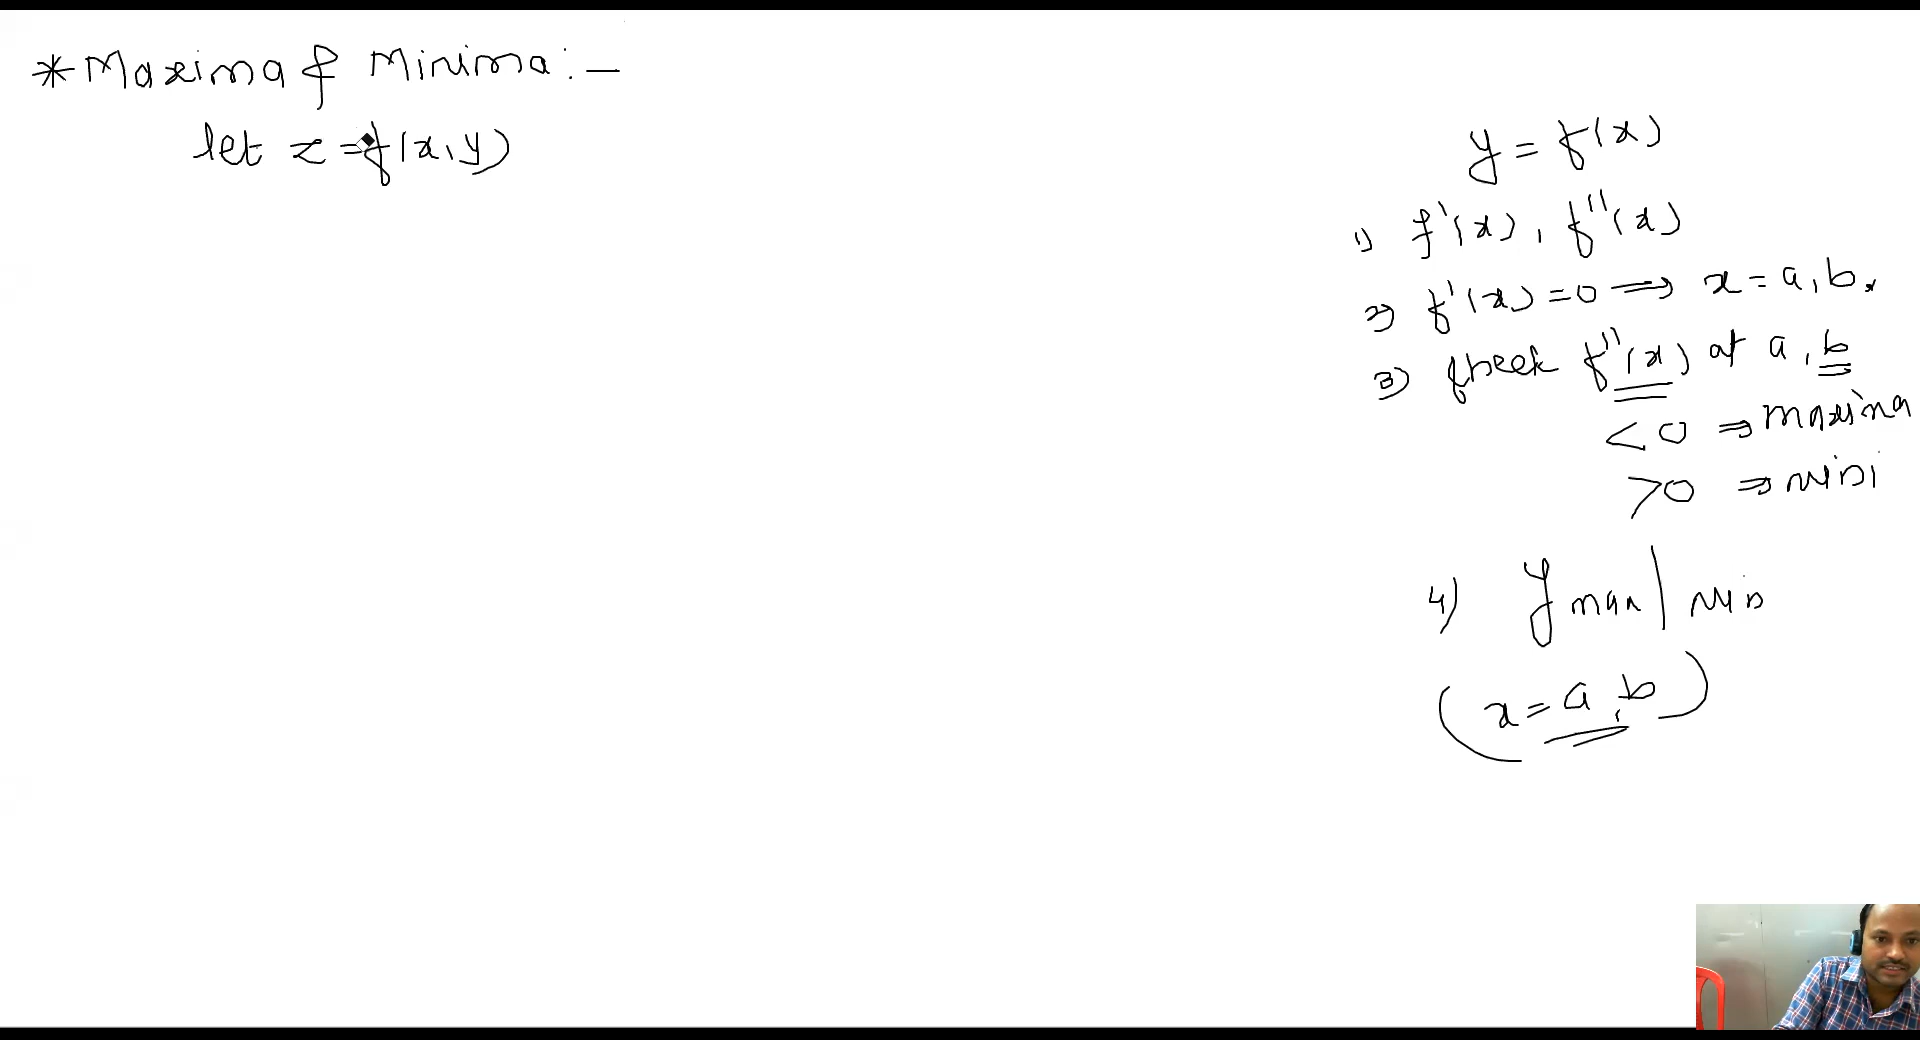 * Maxima & Minima :-
let z = f(x, y)
y = f(x)
1) f'(x), f''(x)
2) f'(x) = 0 ⟹ x = a, b.
3) check f''(x) at a, b
< 0 ⇒ maxima
> 0 ⇒ mini
4) y max | min
(x = a, b)